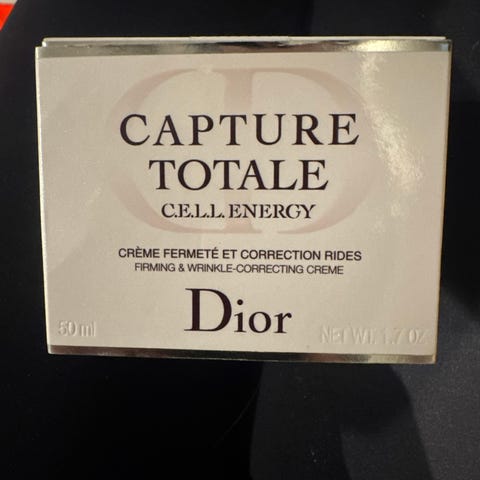 CAPTURE
TOTALE
C.E.L.L. ENERGY
CRÈME FERMETÉ ET CORRECTION RIDES
FIRMING & WRINKLE-CORRECTING CREME
Dior
50 ml
NET WT. 1.7 OZ